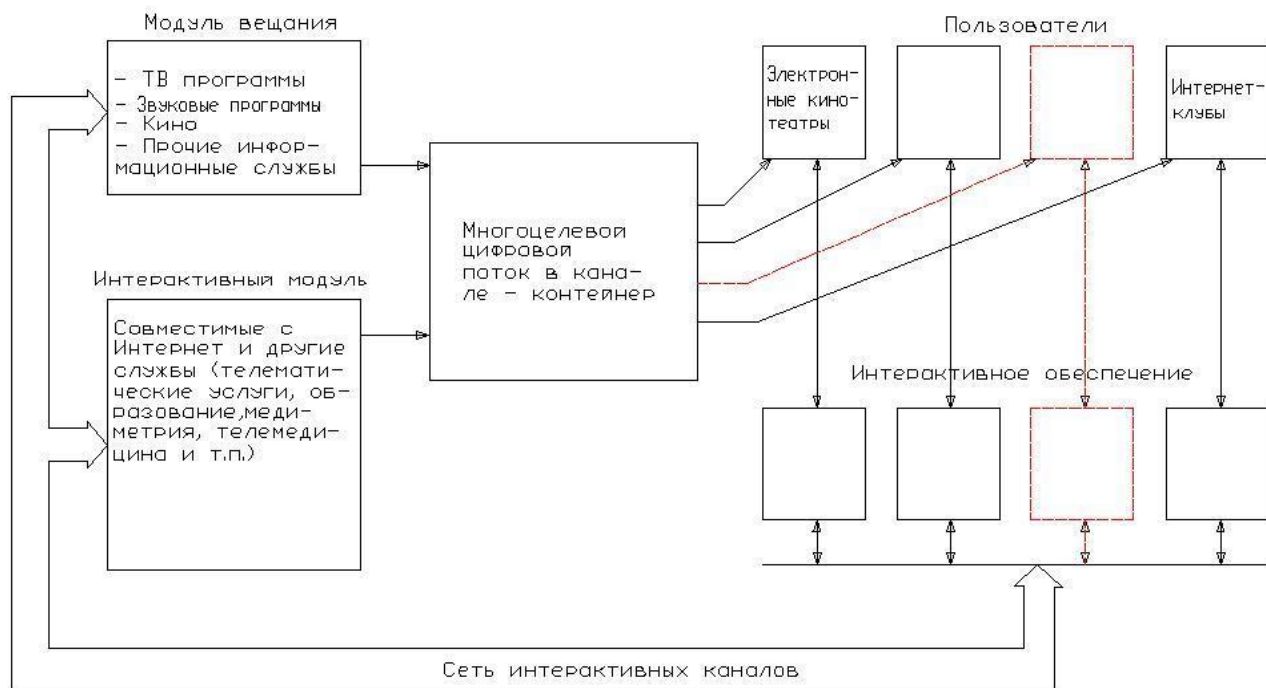 Модуль вещания
- ТВ программы
- Звуковые программы
- Кино
- Прочие инфор-
мационные службы
Интерактивный модуль
Совместимые с
Интернет и другие
службы (телемати-
ческие услуги, об-
разование,меди-
метрия, телемеди-
цина и т.п.)
Многоцелевой
цифровой
поток в кана-
ле - контейнер
Пользователи
Электрон-
ные кино-
театры
Интернет-
клубы
Интерактивное обеспечение
Сеть интерактивных каналов